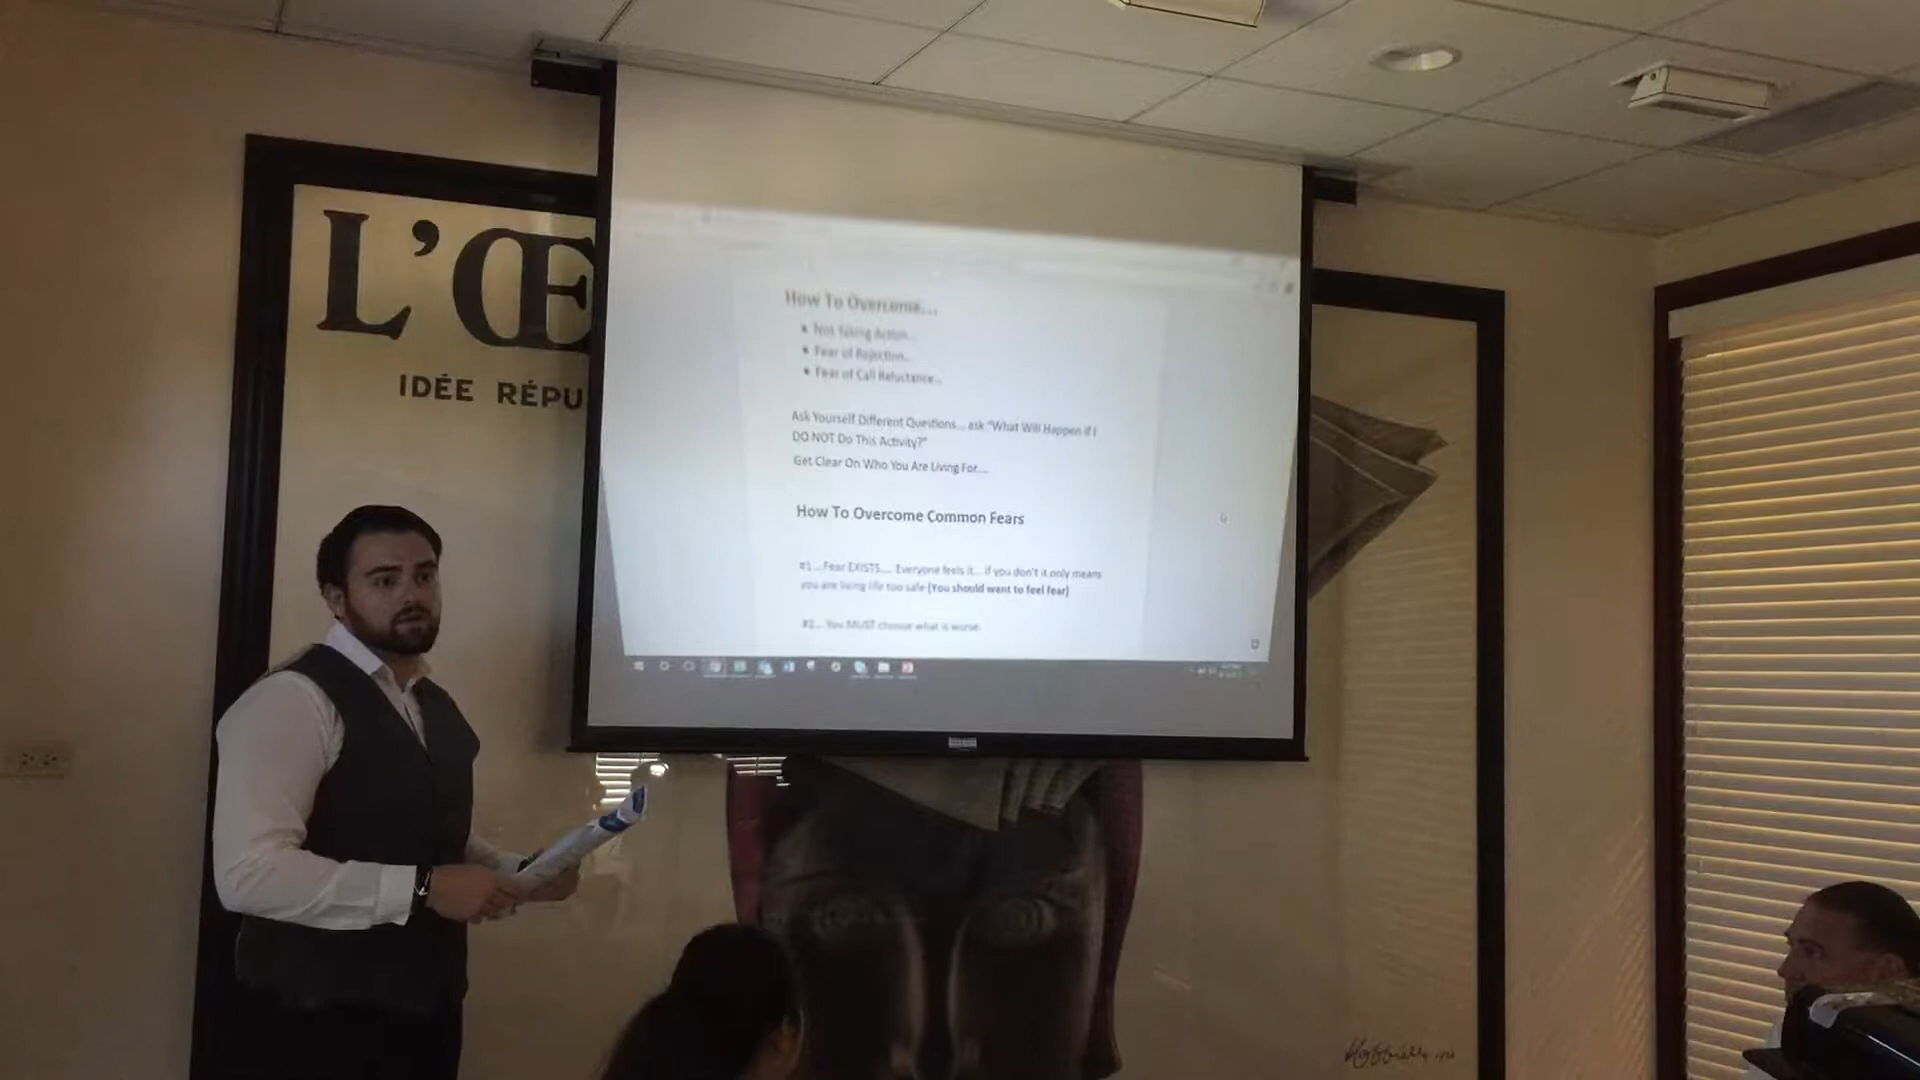 L'Œ
IDÉE RÉPU
How To Overcome...
Not Taking Action...
Fear of Rejection...
Fear of Call Reluctance...
Ask Yourself Different Questions... ask "What Will Happen if I
DO NOT Do This Activity?"
Get Clear On Who You Are Living For...
How To Overcome Common Fears
#1... Fear EXISTS.... Everyone feels it... if you don't it only means
you are living life too safe (You should want to feel fear)
#2... You MUST choose what is worse.